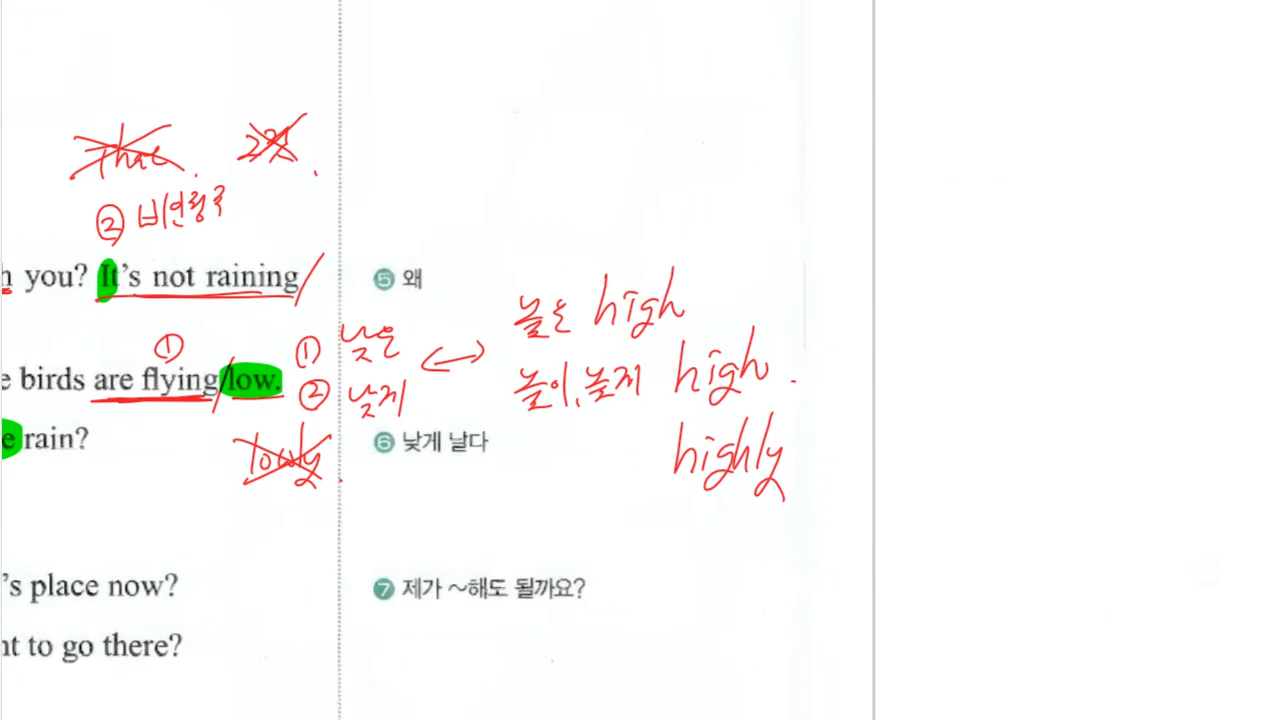 That. 그것.
② 비인칭주
n you? It's not raining/ ⑤ 왜
높은 high
① ① 낮은 ↔
e birds are flying/low. ② 낮게 높이, 높게 high.
e rain? lowly. ⑥ 낮게 날다 highly
's place now? ⑦ 제가 ~해도 될까요?
nt to go there?